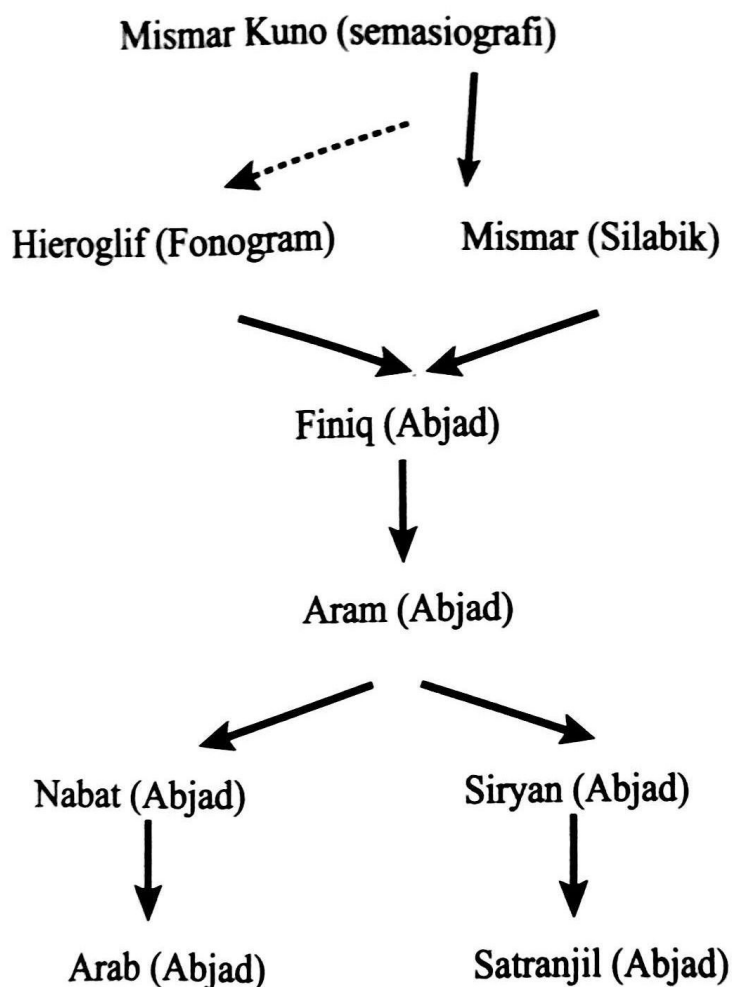 Mismar Kuno (semasiografi)
Hieroglif (Fonogram)
Mismar (Silabik)
Finiq (Abjad)
Aram (Abjad)
Nabat (Abjad)
Siryan (Abjad)
Arab (Abjad)
Satranjil (Abjad)